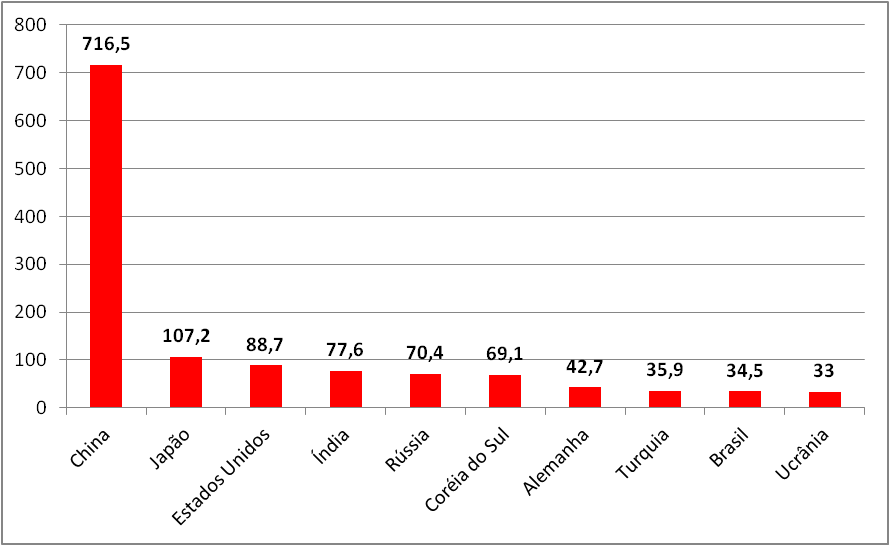 800
700
600
500
400
300
200
100
0
716,5
107,2
88,7
77,6
70,4
69,1
42,7
35,9
34,5
33
China
Japão
Estados Unidos
Índia
Rússia
Coréia do Sul
Alemanha
Turquia
Brasil
Ucrânia